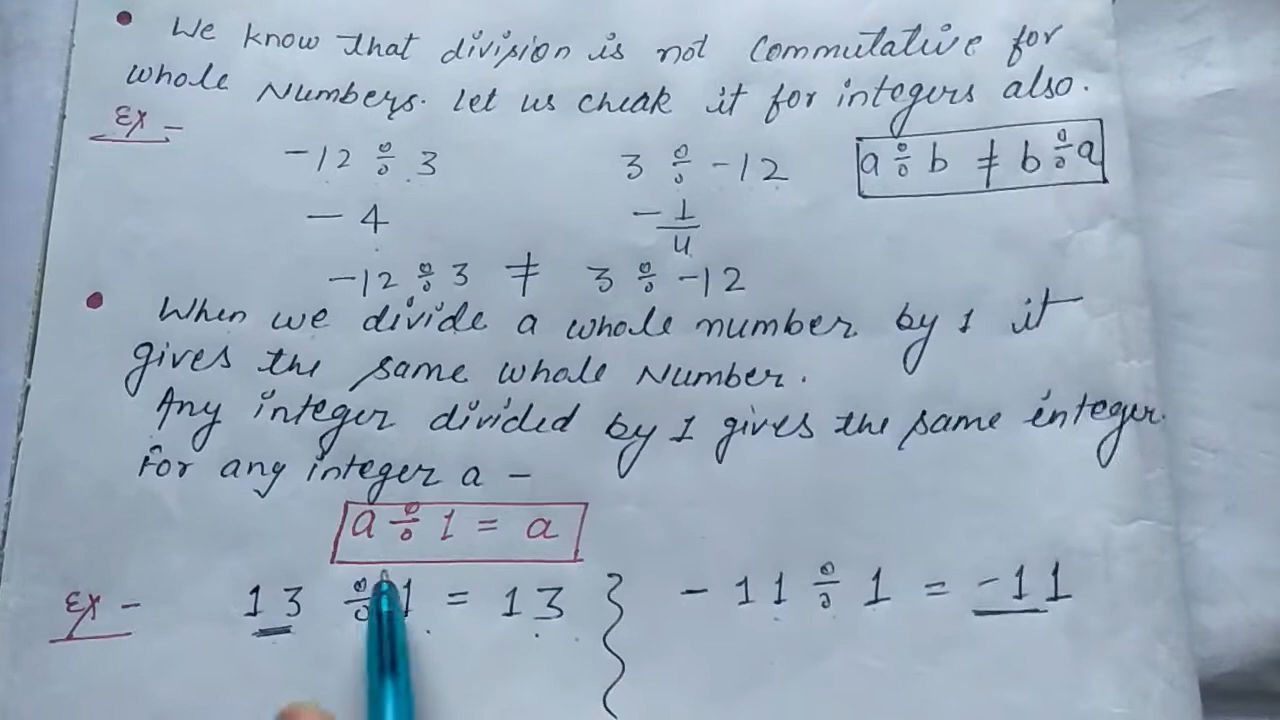 • We know that division is not Commutative for
whole Numbers. Let us cheak it for integers also.
Ex -
-12 ÷ 3    3 ÷ -12    a ÷ b ≠ b ÷ a
- 4    - 1/4
-12 ÷ 3 ≠ 3 ÷ -12
• When we divide a whole number by 1 it
gives the same whole Number.
Any integer divided by 1 gives the same integer.
For any integer a -
a ÷ 1 = a
Ex -    13 ÷ 1 = 13 } - 11 ÷ 1 = -11